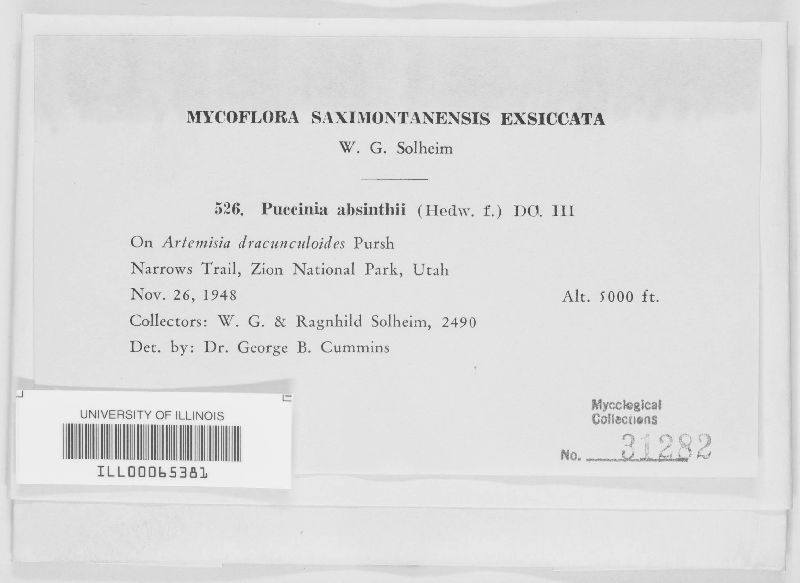 MYCOFLORA SAXIMONTANENSIS EXSICCATA
W. G. Solheim
526. Puccinia absinthii (Hedw. f.) DC. III
On Artemisia dracunculoides Pursh
Narrows Trail, Zion National Park, Utah
Nov. 26, 1948 Alt. 5000 ft.
Collectors: W. G. & Ragnhild Solheim, 2490
Det. by: Dr. George B. Cummins
UNIVERSITY OF ILLINOIS
ILL00065381
Mycological
Collections
No. 31282